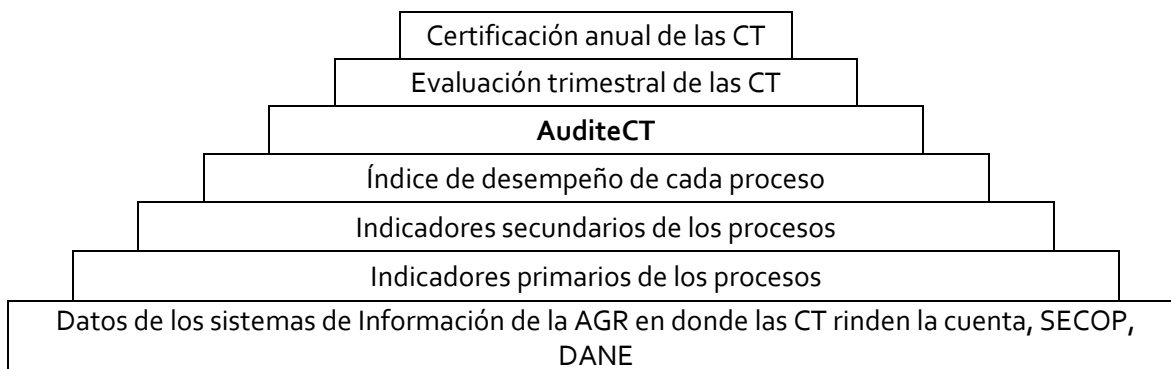 Certificación anual de las CT
Evaluación trimestral de las CT
AuditeCT
Índice de desempeño de cada proceso
Indicadores secundarios de los procesos
Indicadores primarios de los procesos
Datos de los sistemas de Información de la AGR en donde las CT rinden la cuenta, SECOP,
DANE